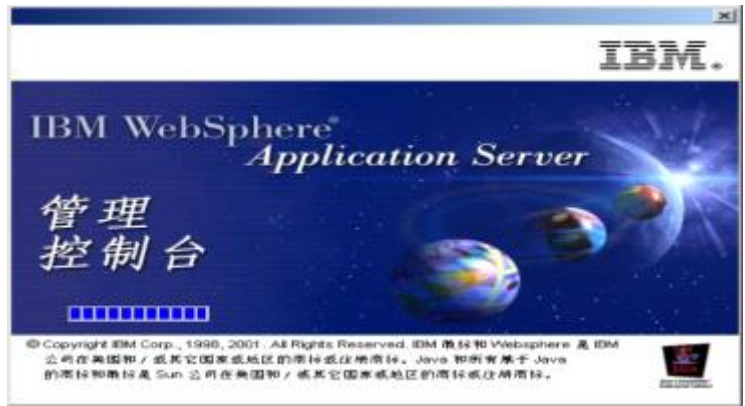 IBM
IBM WebSphere®
Application Server
管理
控制台
© Copyright IBM Corp., 1998, 2001. All Rights Reserved. IBM 徽标和 Websphere 是 IBM
公司在美国和 / 或其它国家或地区的商标或注册商标。Java 和所有基于 Java
的商标和徽标是 Sun 公司在美国和 / 或其它国家或地区的商标或注册商标。
JAVA